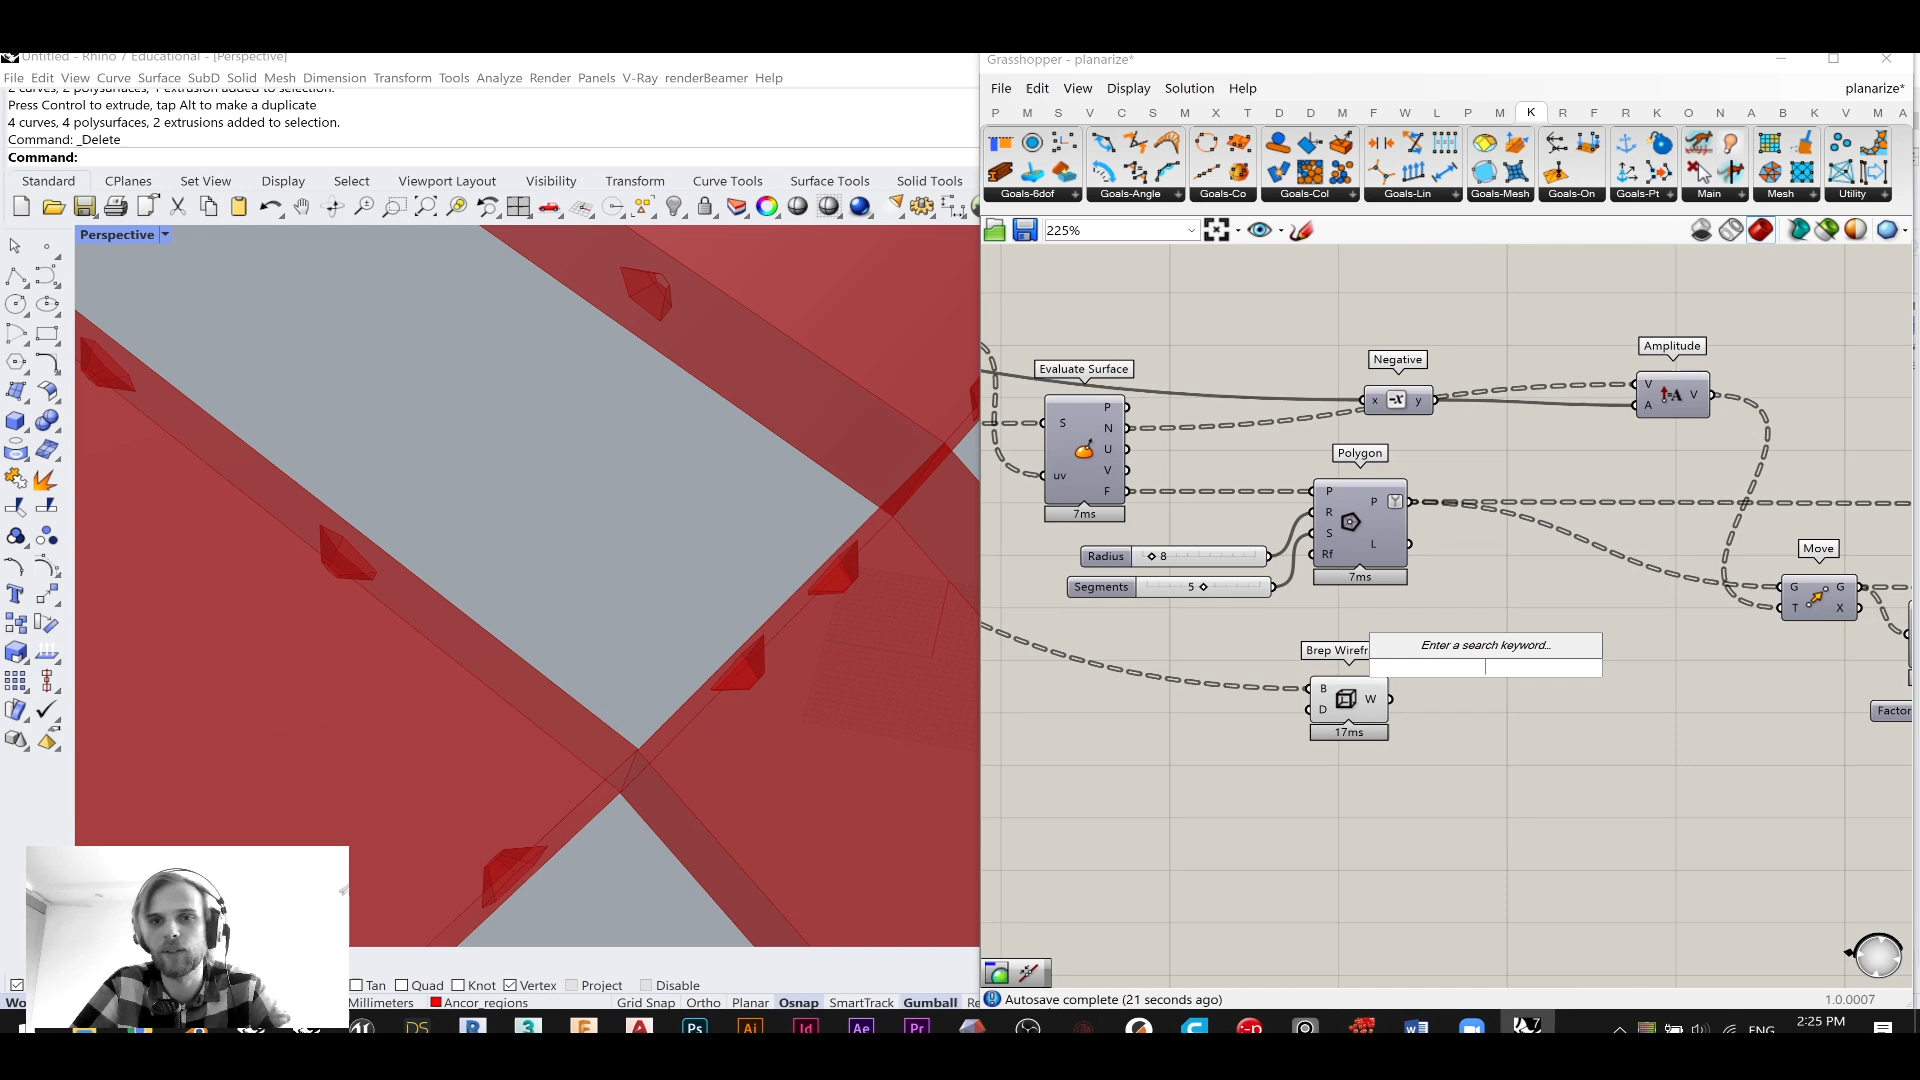 Untitled - Rhino 7 Educational - [Perspective]
File Edit View Curve Surface SubD Solid Mesh Dimension Transform Tools Analyze Render Panels V-Ray renderBeamer Help
Press Control to extrude, tap Alt to make a duplicate
4 curves, 4 polysurfaces, 2 extrusions added to selection.
Command: _Delete
Command:
Standard CPlanes Set View Display Select Viewport Layout Visibility Transform Curve Tools Surface Tools Solid Tools
Perspective
Tan Quad Knot Vertex Project Disable
Millimeters Ancor_regions Grid Snap Ortho Planar Osnap SmartTrack Gumball
Grasshopper - planarize*
File Edit View Display Solution Help planarize*
P M S V C S M X T D D M F W L P M K R F R K O N A B K V M A
Goals-6dof Goals-Angle Goals-Co Goals-Col Goals-Lin Goals-Mesh Goals-On Goals-Pt Main Mesh Utility
225%
Evaluate Surface
S
uv
P
N
U
V
F
7ms
Negative
x -x y
Amplitude
V
A
V
Polygon
P
R
S
Rf
P
L
7ms
Radius 8
Segments 5
Move
G
T
G
X
Brep Wirefr
Enter a search keyword...
B
D
W
17ms
Factor
Autosave complete (21 seconds ago)
1.0.0007
DS Ps Ai Id Ae Pr
ENG
2:25 PM